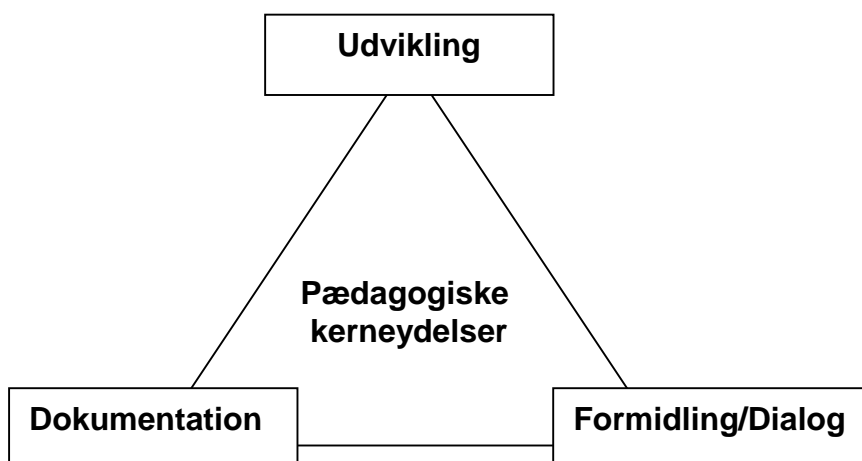 Udvikling
Pædagogiske
kerneydelser
Dokumentation
Formidling/Dialog